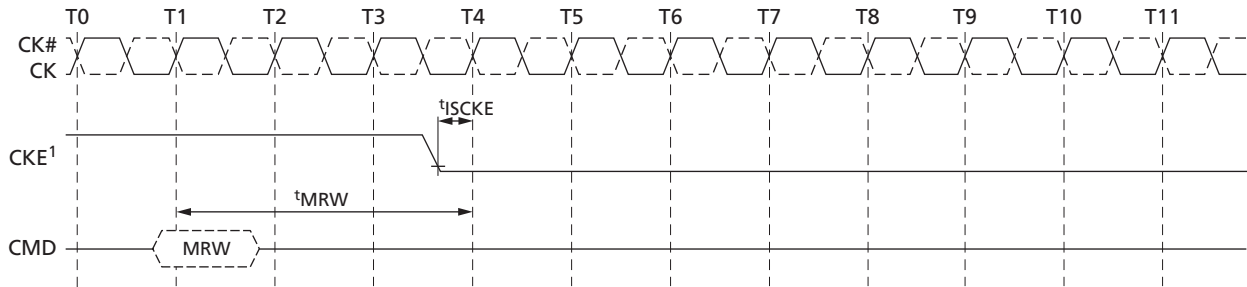 T0 T1 T2 T3 T4 T5 T6 T7 T8 T9 T10 T11
CK#
CK
tISCKE
CKE1
tMRW
CMD MRW